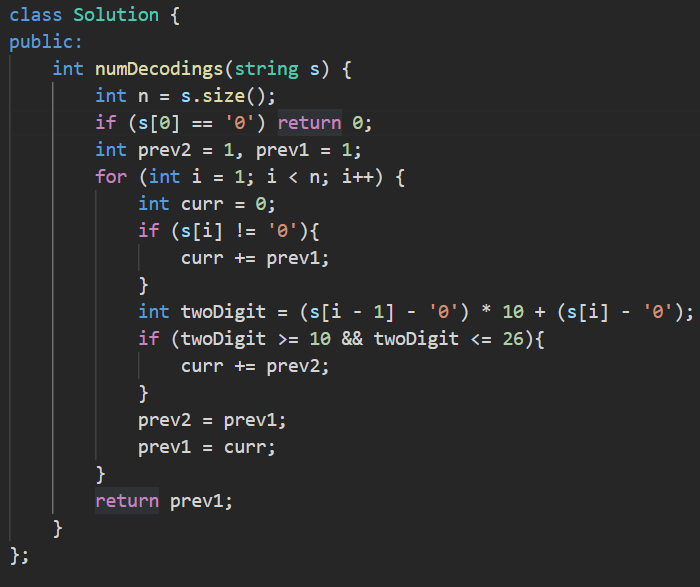 class Solution {
public:
    int numDecodings(string s) {
        int n = s.size();
        if (s[0] == '0') return 0;
        int prev2 = 1, prev1 = 1;
        for (int i = 1; i < n; i++) {
            int curr = 0;
            if (s[i] != '0'){
                curr += prev1;
            }
            int twoDigit = (s[i - 1] - '0') * 10 + (s[i] - '0');
            if (twoDigit >= 10 && twoDigit <= 26){
                curr += prev2;
            }
            prev2 = prev1;
            prev1 = curr;
        }
        return prev1;
    }
};